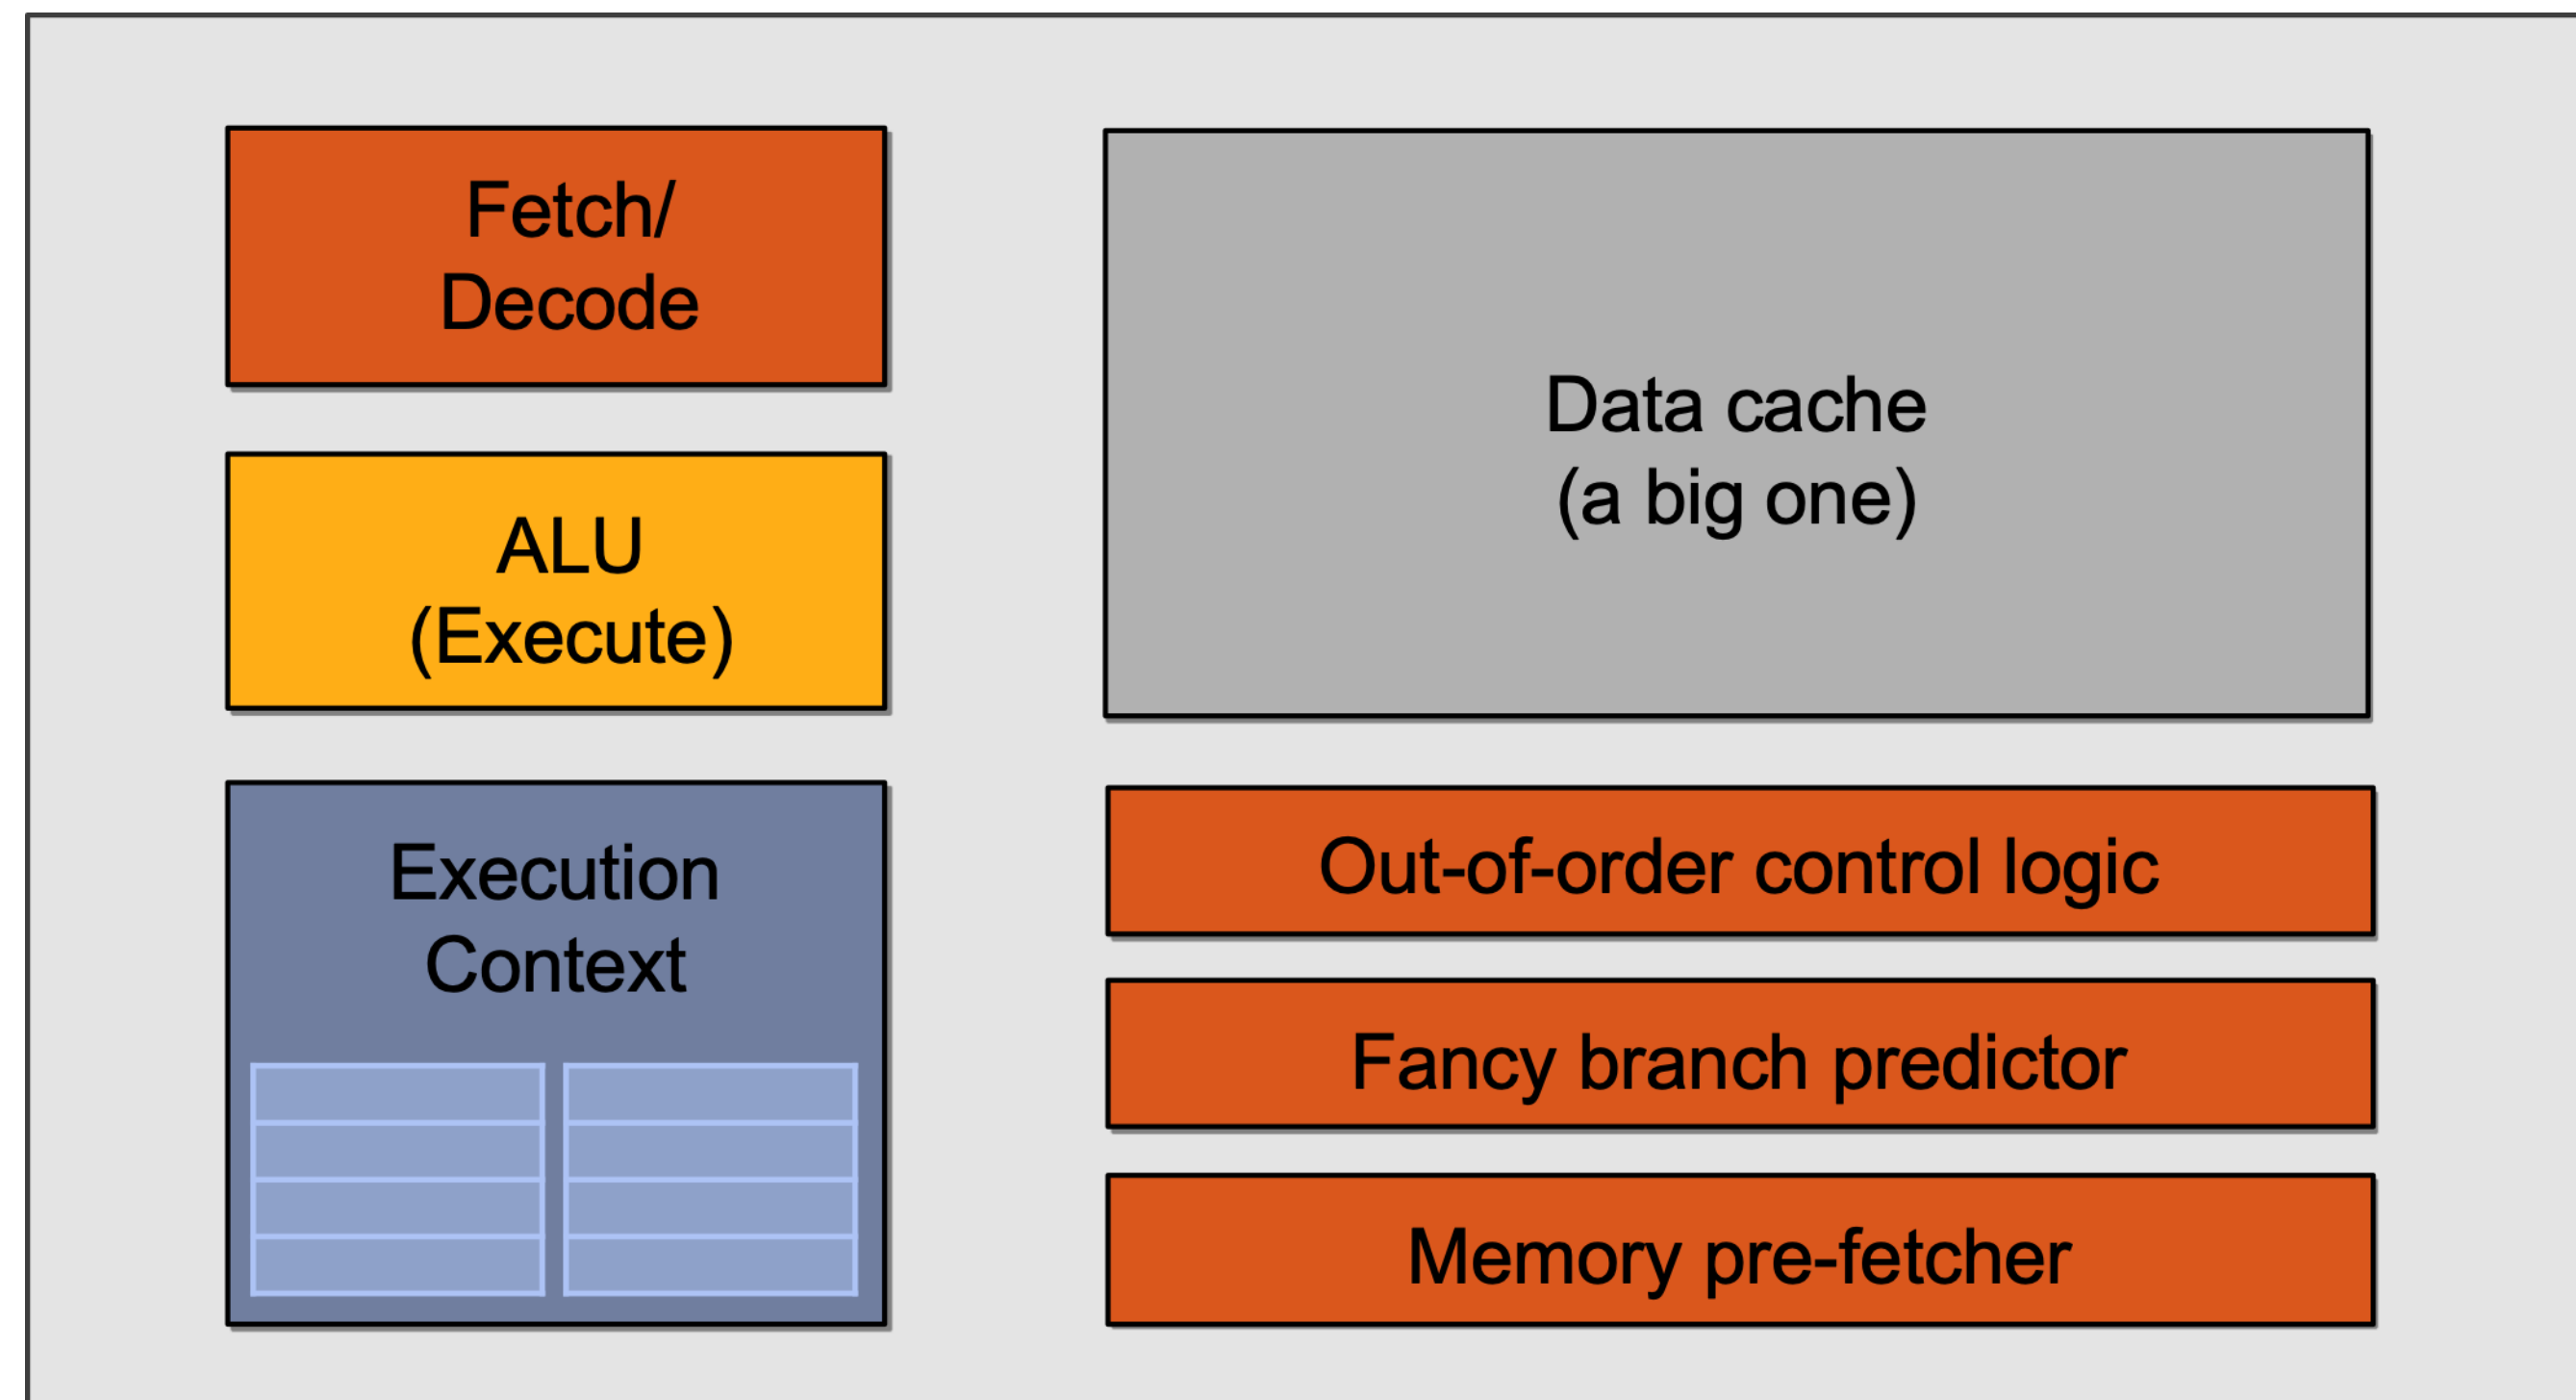 Fetch/
Decode
ALU
(Execute)
Execution
Context
Data cache
(a big one)
Out-of-order control logic
Fancy branch predictor
Memory pre-fetcher